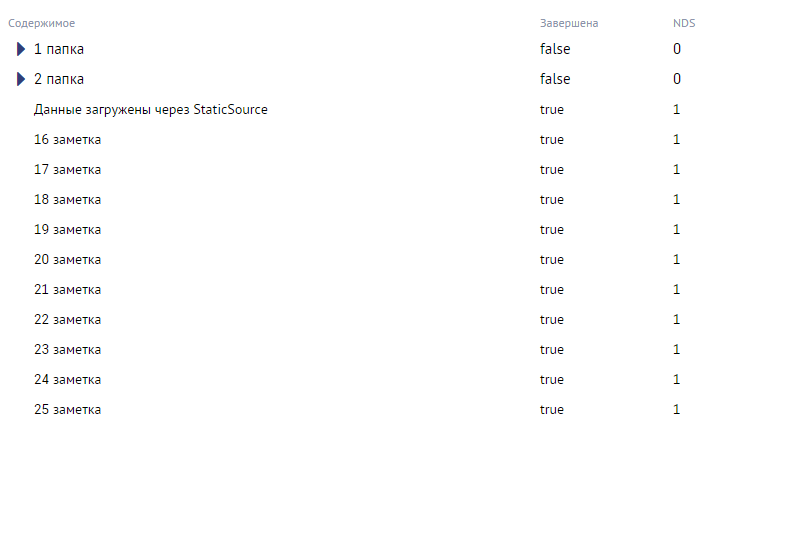 Содержимое Завершена NDS
1 папка false 0
2 папка false 0
Данные загружены через StaticSource true 1
16 заметка true 1
17 заметка true 1
18 заметка true 1
19 заметка true 1
20 заметка true 1
21 заметка true 1
22 заметка true 1
23 заметка true 1
24 заметка true 1
25 заметка true 1